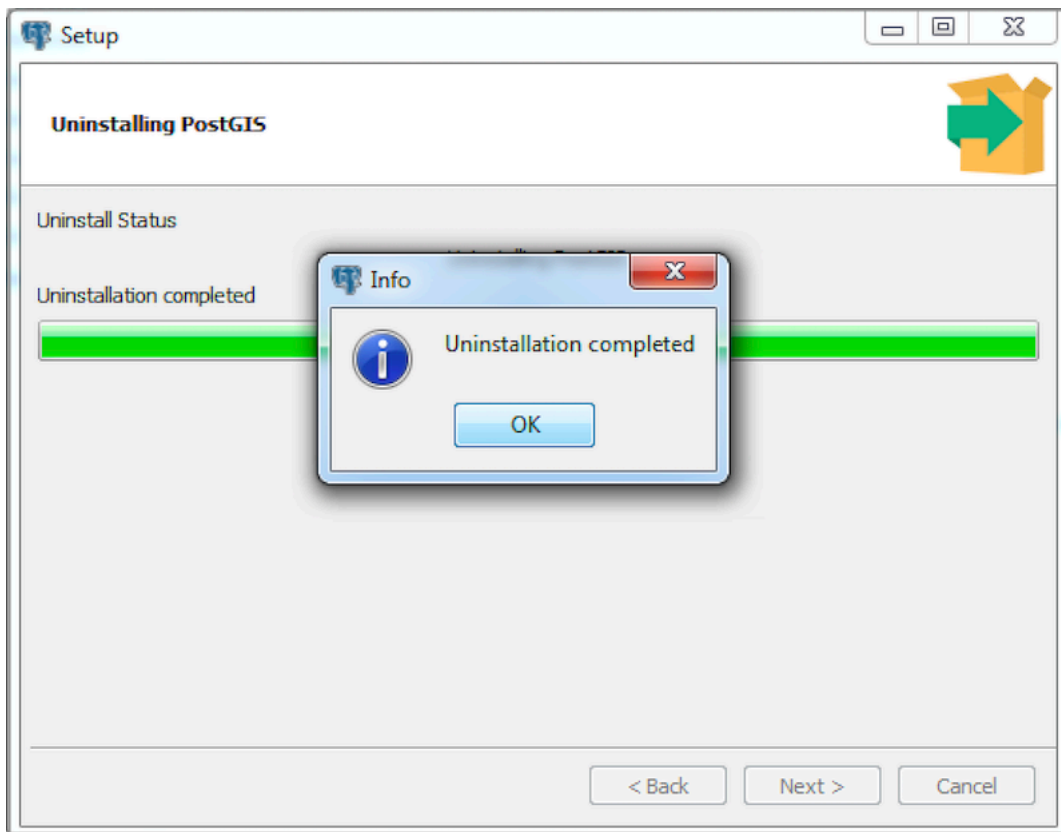 Setup
Uninstalling PostGIS
Uninstall Status
Info
Uninstallation completed
Uninstallation completed
OK
< Back
Next >
Cancel